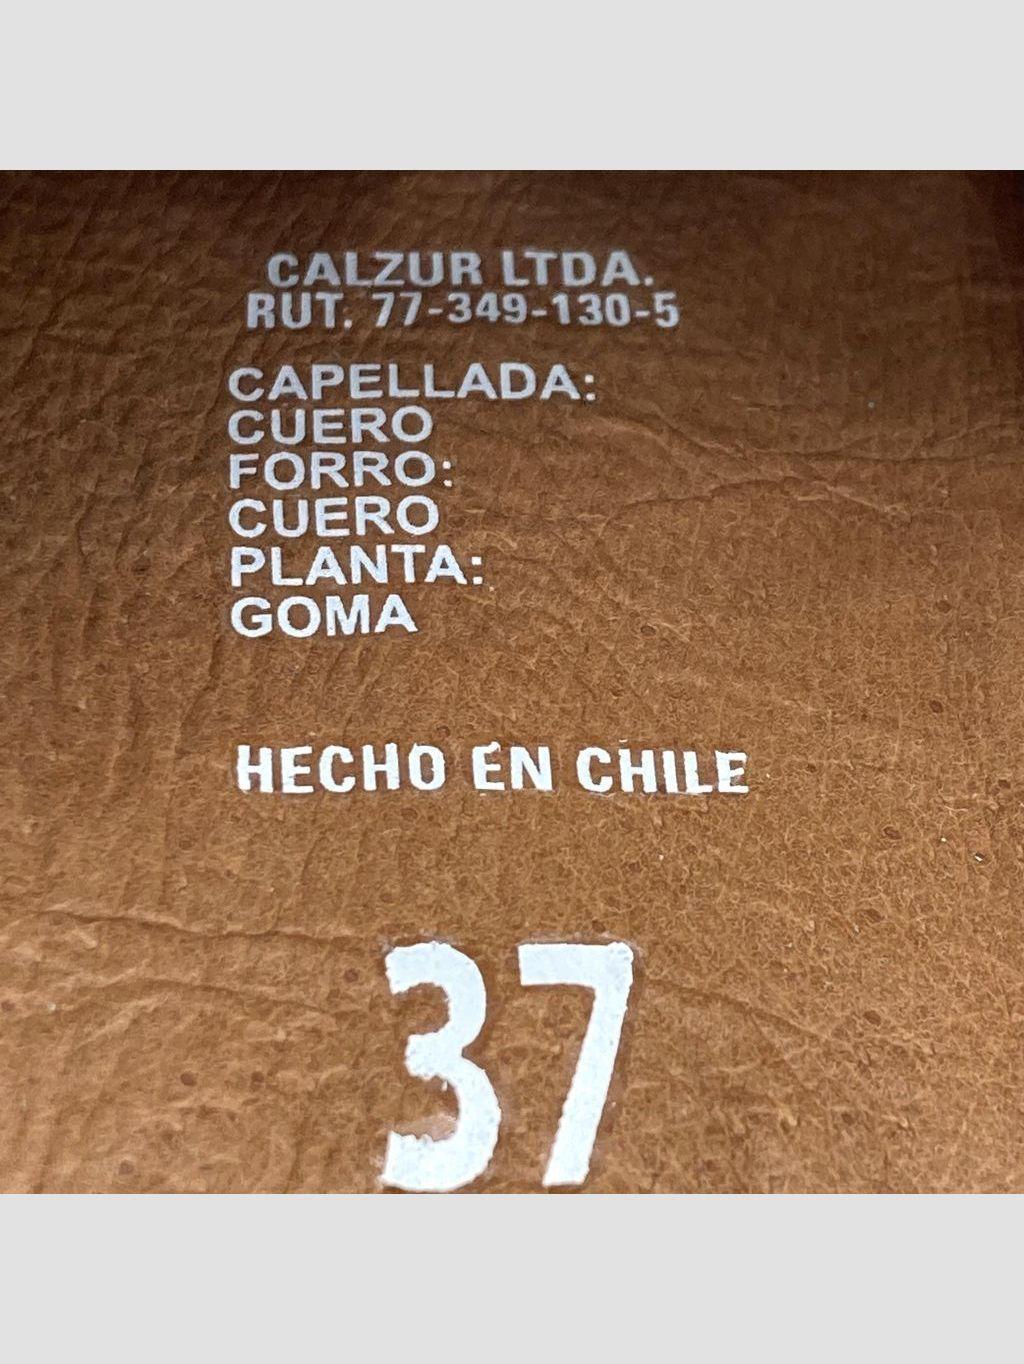 CALZUR LTDA.
RUT. 77-349-130-5
CAPELLADA:
CUERO
FORRO:
CUERO
PLANTA:
GOMA
HECHO EN CHILE
37